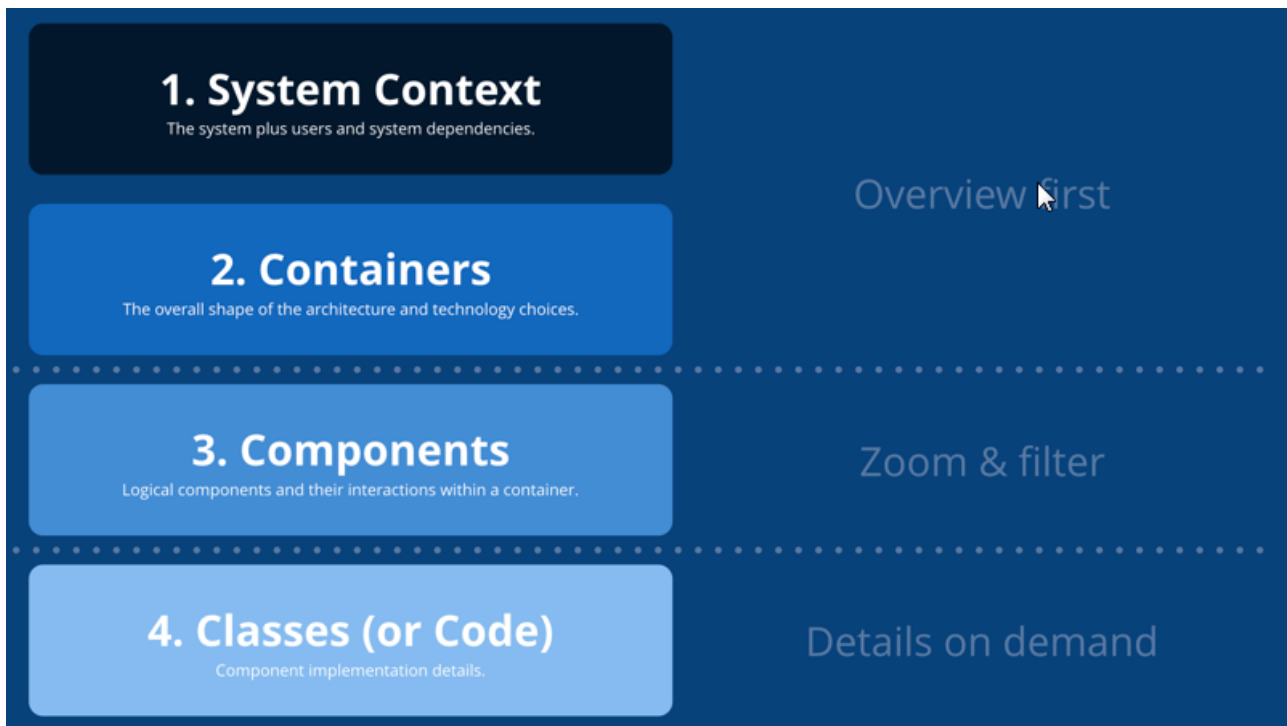 1. System Context
The system plus users and system dependencies.
Overview first
2. Containers
The overall shape of the architecture and technology choices.
3. Components
Logical components and their interactions within a container.
Zoom & filter
4. Classes (or Code)
Component implementation details.
Details on demand